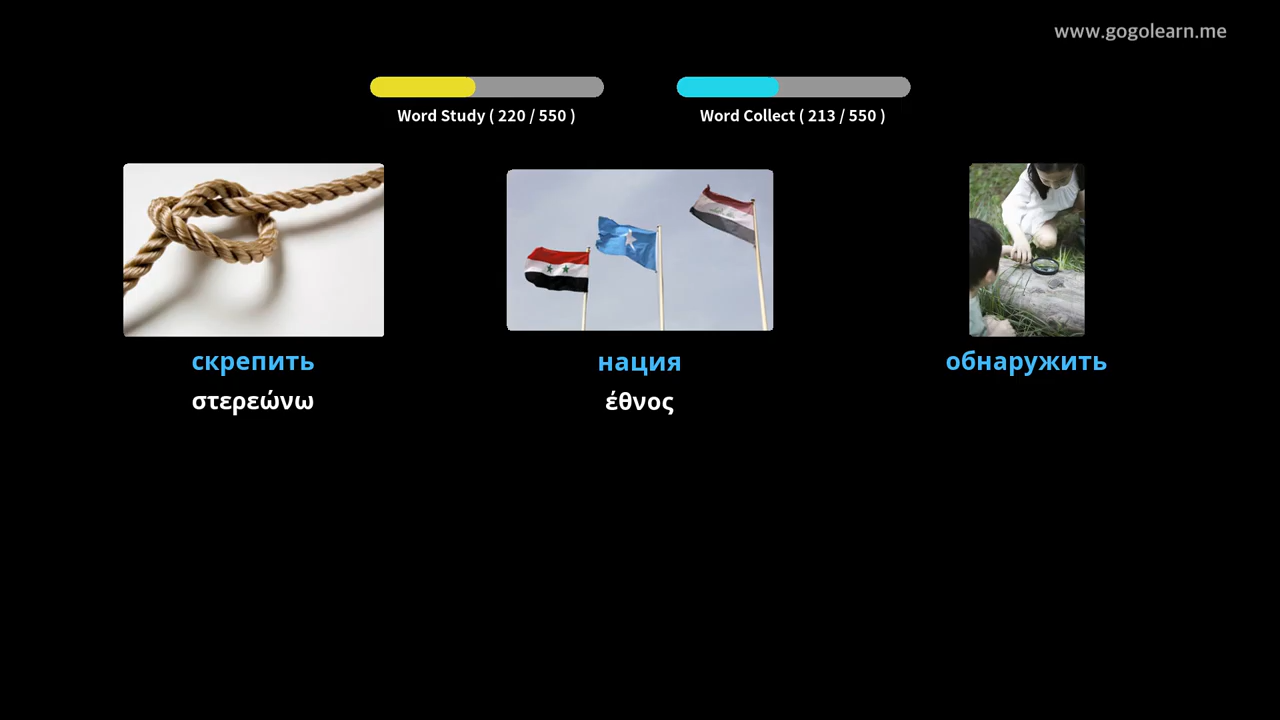 www.gogolearn.me
Word Study ( 220 / 550 )
Word Collect ( 213 / 550 )
скрепить
нация
обнаружить
στερεώνω
έθνος